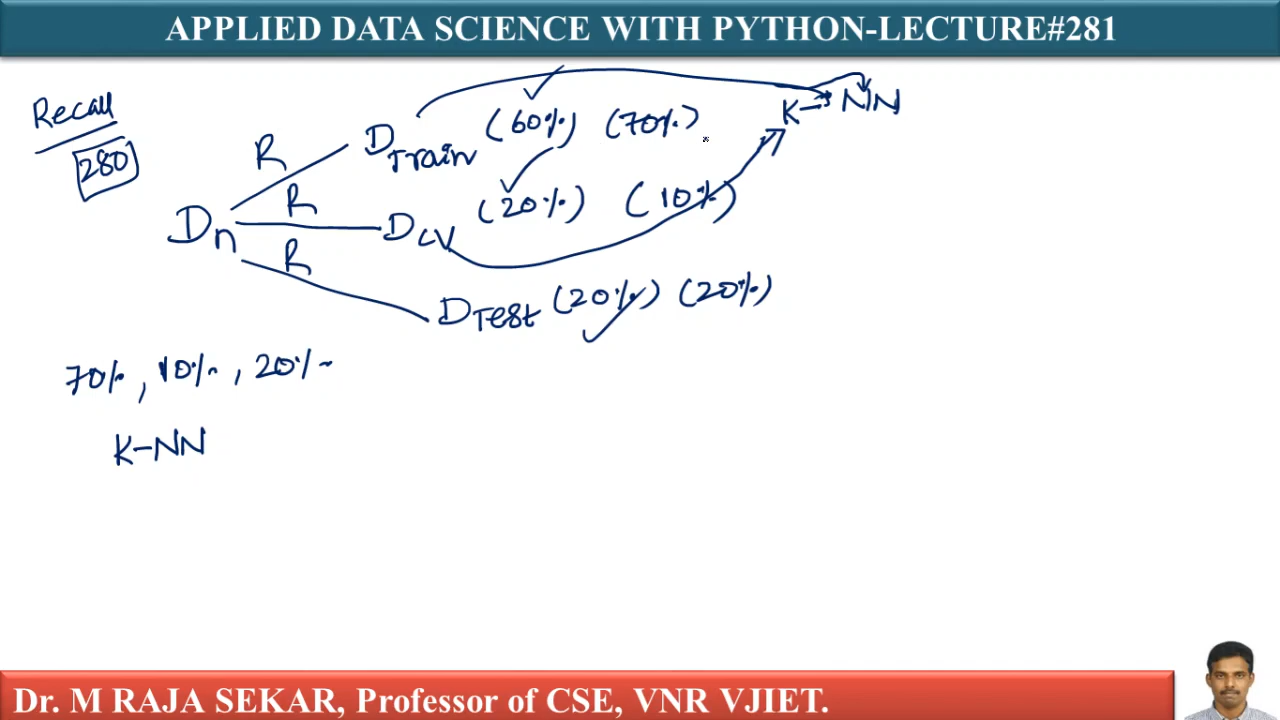 APPLIED DATA SCIENCE WITH PYTHON-LECTURE#281
Recall
280
R
R
R
Dn
DTrain (60%) (70%)
K-NN
DCV (20%) (10%)
DTest (20%) (20%)
70%, 10%, 20%
K-NN
Dr. M RAJA SEKAR, Professor of CSE, VNR VJIET.